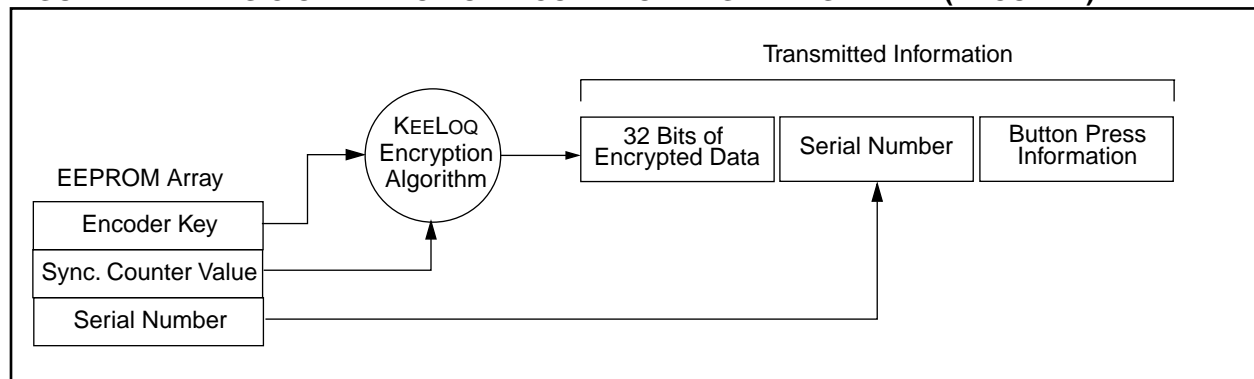 Transmitted Information
KEELOQ
Encryption
Algorithm
32 Bits of
Encrypted Data
Serial Number
Button Press
Information
EEPROM Array
Encoder Key
Sync. Counter Value
Serial Number